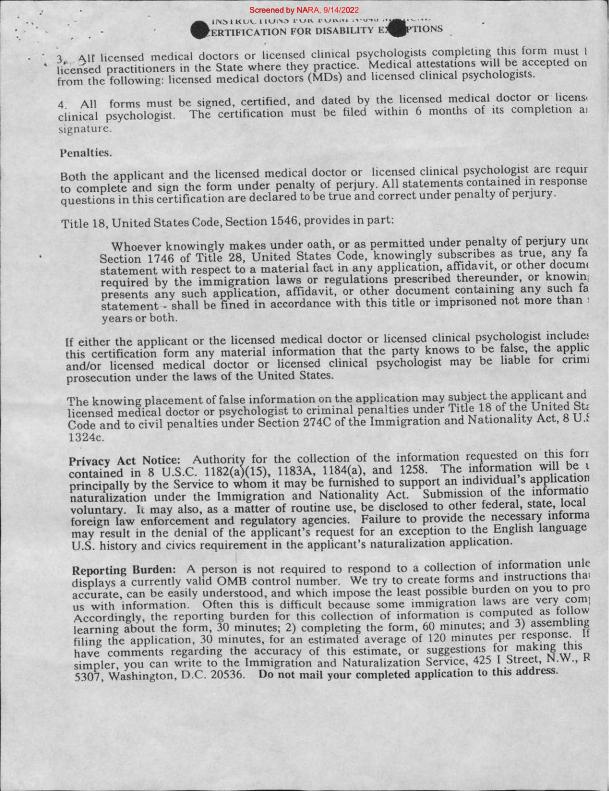 Screened by NARA, 9/14/2022
INSTRUCTIONS FOR FORM N-648
CERTIFICATION FOR DISABILITY EX PTIONS
3. All licensed medical doctors or licensed clinical psychologists completing this form must
licensed practitioners in the State where they practice. Medical attestations will be accepted on
from the following: licensed medical doctors (MDs) and licensed clinical psychologists.
4. All forms must be signed, certified, and dated by the licensed medical doctor or licens
clinical psychologist. The certification must be filed within 6 months of its completion a
signature.
Penalties.
Both the applicant and the licensed medical doctor or licensed clinical psychologist are requir
to complete and sign the form under penalty of perjury. All statements contained in response
questions in this certification are declared to be true and correct under penalty of perjury.
Title 18, United States Code, Section 1546, provides in part:
Whoever knowingly makes under oath, or as permitted under penalty of perjury und
Section 1746 of Title 28, United States Code, knowingly subscribes as true, any fa
statement with respect to a material fact in any application, affidavit, or other docum
required by the immigration laws or regulations prescribed thereunder, or knowin
presents any such application, affidavit, or other document containing any such fa
statement - shall be fined in accordance with this title or imprisoned not more than
years or both.
If either the applicant or the licensed medical doctor or licensed clinical psychologist includes
this certification form any material information that the party knows to be false, the applic
and/or licensed medical doctor or licensed clinical psychologist may be liable for crimi
prosecution under the laws of the United States.
The knowing placement of false information on the application may subject the applicant and
licensed medical doctor or psychologist to criminal penalties under Title 18 of the United Sta
Code and to civil penalties under Section 274C of the Immigration and Nationality Act, 8 U.S
1324c.
Privacy Act Notice: Authority for the collection of the information requested on this for
contained in 8 U.S.C. 1182(a)(15), 1183A, 1184(a), and 1258. The information will be u
principally by the Service to whom it may be furnished to support an individual's application
naturalization under the Immigration and Nationality Act. Submission of the informatio
voluntary. It may also, as a matter of routine use, be disclosed to other federal, state, local
foreign law enforcement and regulatory agencies. Failure to provide the necessary informa
may result in the denial of the applicant's request for an exception to the English language
U.S. history and civics requirement in the applicant's naturalization application.
Reporting Burden: A person is not required to respond to a collection of information unle
displays a currently valid OMB control number. We try to create forms and instructions that
accurate, can be easily understood, and which impose the least possible burden on you to pro
us with information. Often this is difficult because some immigration laws are very com
Accordingly, the reporting burden for this collection of information is computed as follow
learning about the form, 30 minutes; 2) completing the form, 60 minutes; and 3) assembling
filing the application, 30 minutes, for an estimated average of 120 minutes per response. If
have comments regarding the accuracy of this estimate, or suggestions for making this
simpler, you can write to the Immigration and Naturalization Service, 425 I Street, N.W., R
5307, Washington, D.C. 20536. Do not mail your completed application to this address.